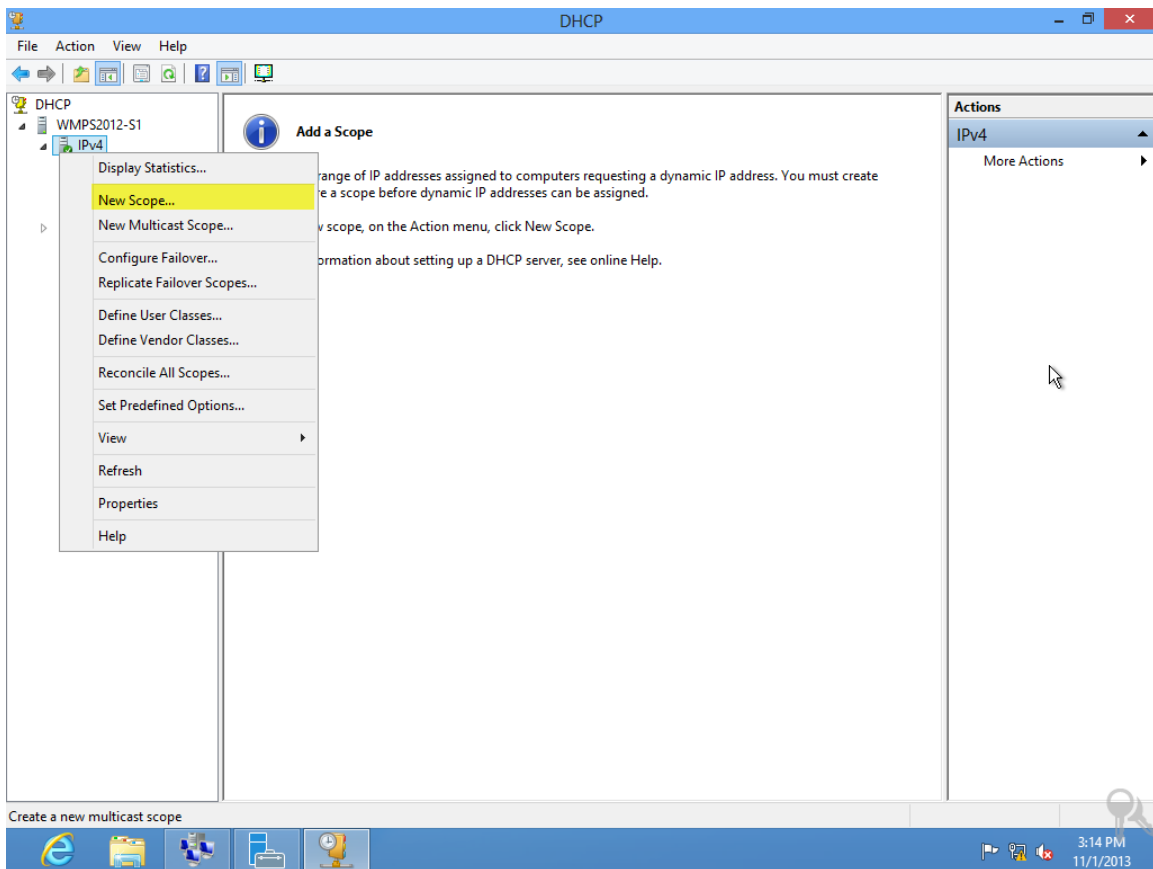 DHCP
File Action View Help
DHCP
WMPS2012-S1
IPv4
Display Statistics...
New Scope...
New Multicast Scope...
Configure Failover...
Replicate Failover Scopes...
Define User Classes...
Define Vendor Classes...
Reconcile All Scopes...
Set Predefined Options...
View
Refresh
Properties
Help
Add a Scope
range of IP addresses assigned to computers requesting a dynamic IP address. You must create
e a scope before dynamic IP addresses can be assigned.
scope, on the Action menu, click New Scope.
ormation about setting up a DHCP server, see online Help.
Actions
IPv4
More Actions
Create a new multicast scope
3:14 PM
11/1/2013